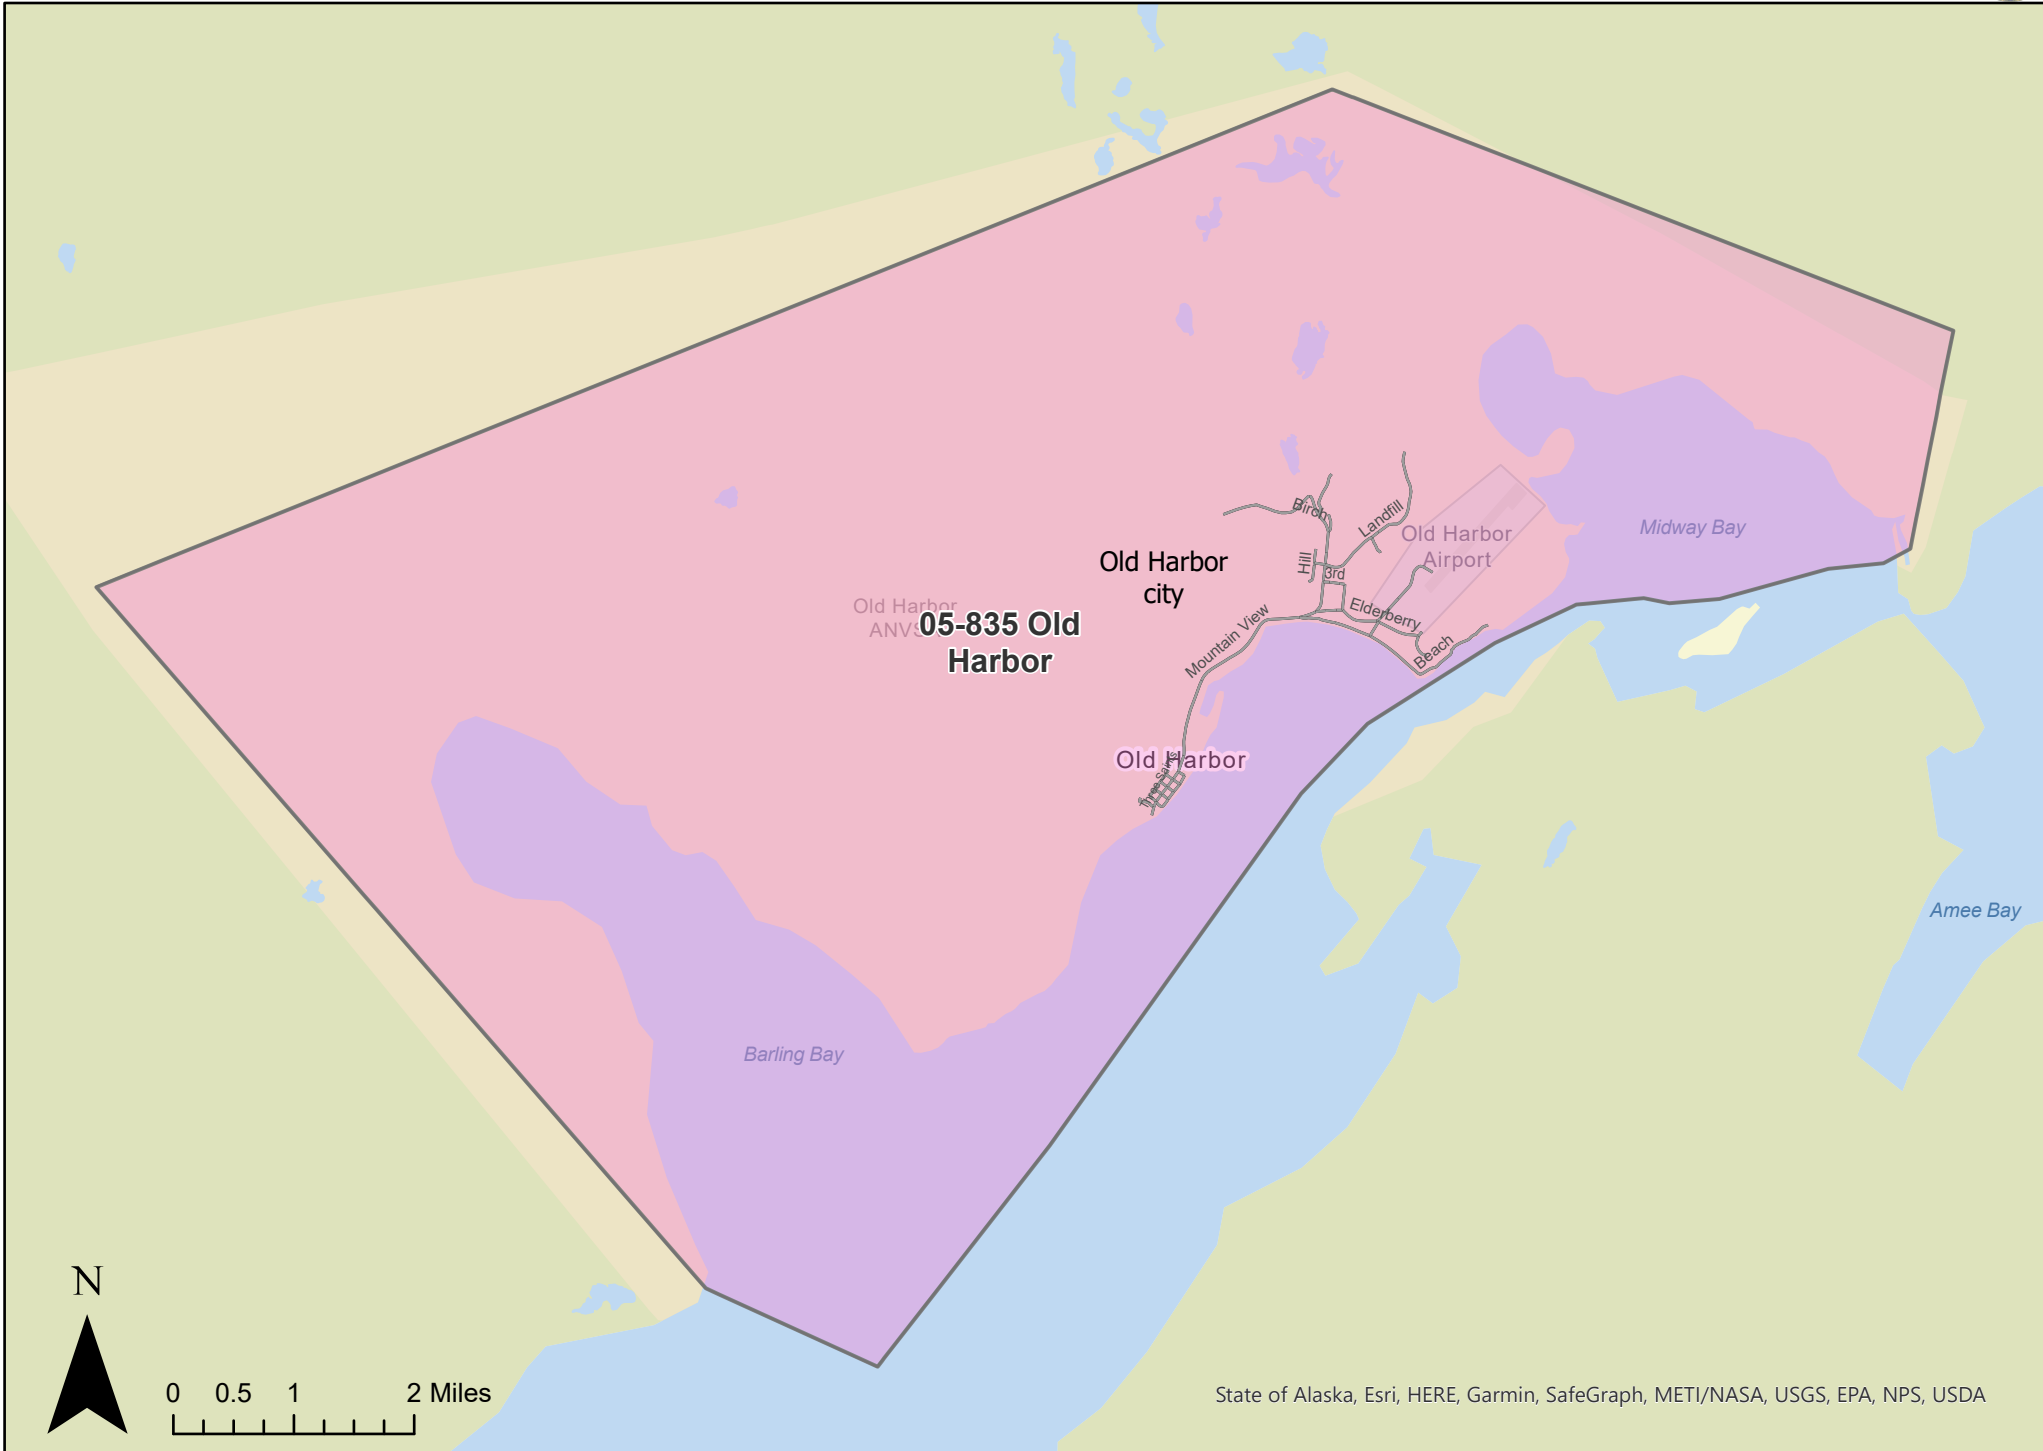 Birch
Landfill
Old Harbor
Airport
Midway Bay
Hill
3rd
Old Harbor
city
Elderberry
Old Harbor
ANVS
05-835 Old
Harbor
Mountain View
Beach
Old Harbor
Three Saints
Amee Bay
Barling Bay
N
0 0.5 1 2 Miles
State of Alaska, Esri, HERE, Garmin, SafeGraph, METI/NASA, USGS, EPA, NPS, USDA